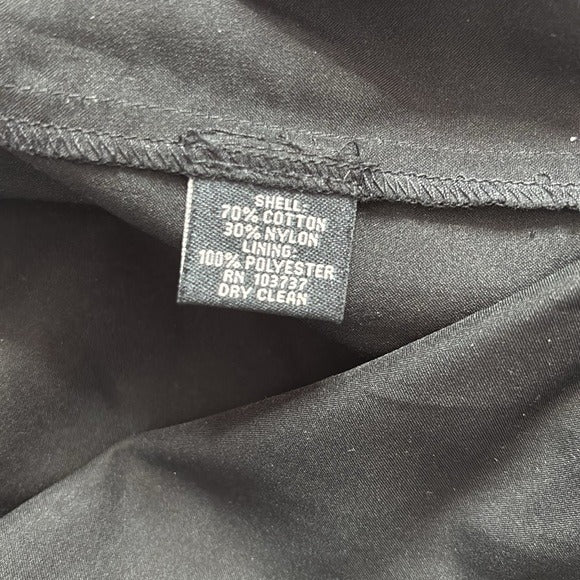 SHELL
70% COTTON
30% NYLON
LINING:
100% POLYESTER
RN 103737
DRY CLEAN